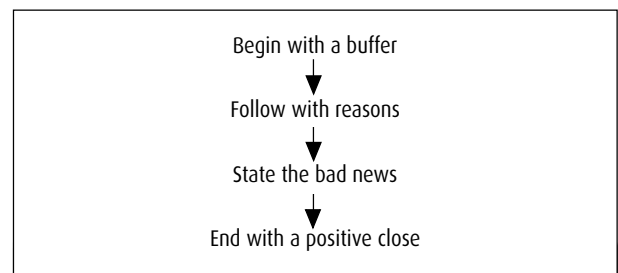 Begin with a buffer
Follow with reasons
State the bad news
End with a positive close